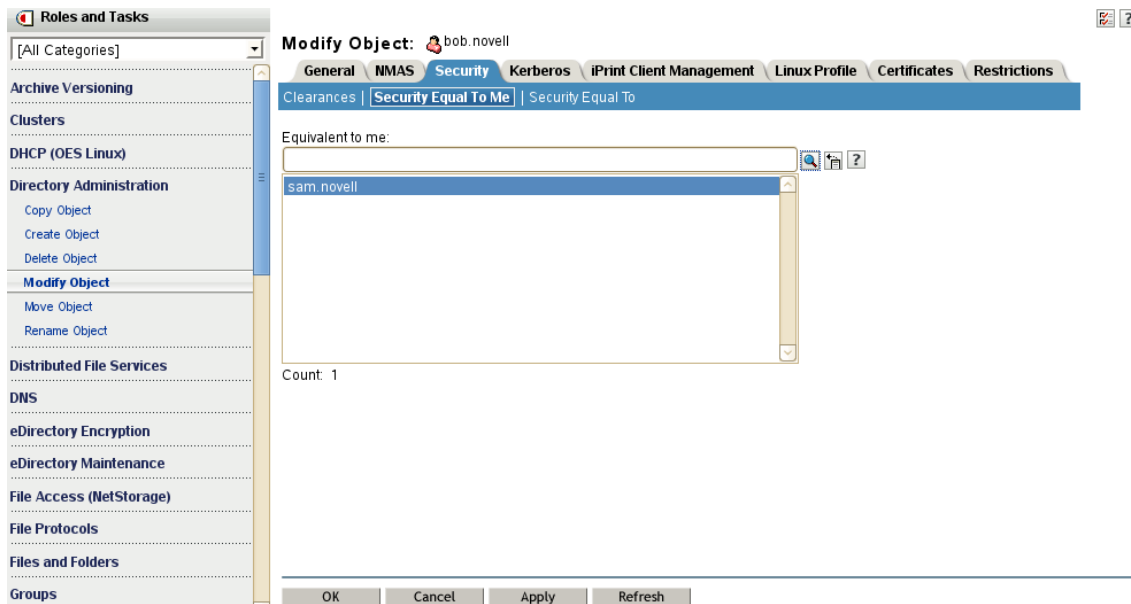 Roles and Tasks
[All Categories]
Archive Versioning
Clusters
DHCP (OES Linux)
Directory Administration
Copy Object
Create Object
Delete Object
Modify Object
Move Object
Rename Object
Distributed File Services
DNS
eDirectory Encryption
eDirectory Maintenance
File Access (NetStorage)
File Protocols
Files and Folders
Groups
?
Modify Object: bob.novell
General NMAS Security Kerberos iPrint Client Management Linux Profile Certificates Restrictions
Clearances | Security Equal To Me | Security Equal To
Equivalent to me:
?
sam.novell
Count: 1
OK Cancel Apply Refresh